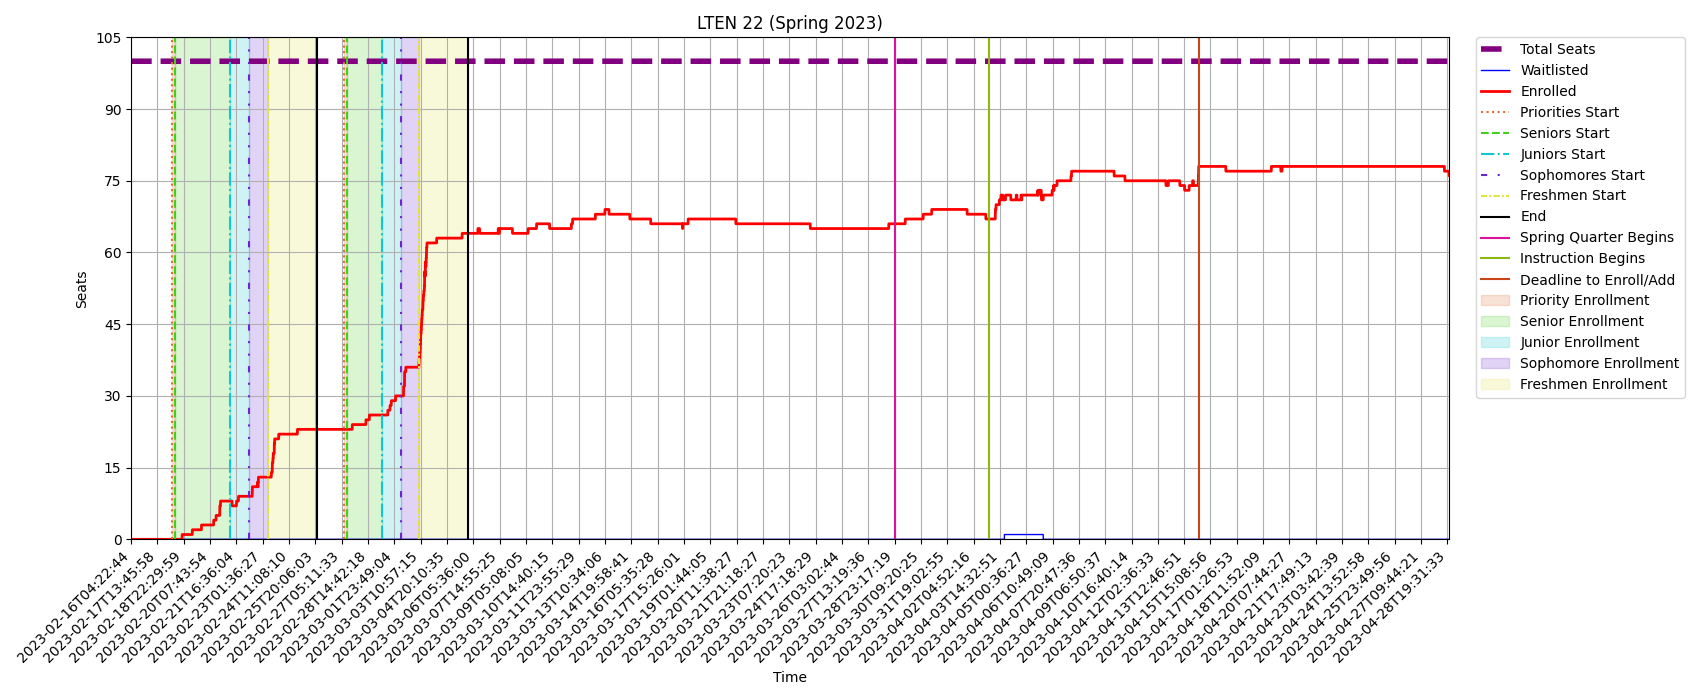 LTEN 22 (Spring 2023)
105
90
75
60
45
30
15
0
Seats
2023-02-16T04:22:44
2023-02-17T13:45:58
2023-02-18T22:29:59
2023-02-20T07:43:54
2023-02-21T16:36:04
2023-02-23T01:36:27
2023-02-24T11:08:10
2023-02-25T20:06:03
2023-02-27T05:11:33
2023-02-28T14:42:18
2023-03-01T23:49:04
2023-03-03T10:57:15
2023-03-04T20:10:35
2023-03-07T05:36:00
2023-03-08T14:55:25
2023-03-09T05:08:05
2023-03-10T14:40:15
2023-03-11T23:55:29
2023-03-13T10:34:06
2023-03-14T19:58:41
2023-03-16T05:35:28
2023-03-17T15:26:01
2023-03-19T01:44:05
2023-03-20T11:38:27
2023-03-21T21:18:27
2023-03-23T07:20:23
2023-03-24T17:18:29
2023-03-26T03:02:44
2023-03-27T13:19:36
2023-03-28T23:17:19
2023-03-30T09:20:25
2023-03-31T19:02:55
2023-04-02T04:52:16
2023-04-03T14:32:51
2023-04-05T00:36:27
2023-04-06T10:49:09
2023-04-07T20:47:36
2023-04-09T06:50:37
2023-04-10T16:40:14
2023-04-12T02:36:33
2023-04-13T12:46:51
2023-04-15T15:08:56
2023-04-17T01:26:53
2023-04-18T11:52:09
2023-04-20T07:44:27
2023-04-21T17:49:13
2023-04-23T03:42:39
2023-04-24T13:52:58
2023-04-25T23:49:56
2023-04-27T09:44:21
2023-04-28T19:31:33
Time
Total Seats
Waitlisted
Enrolled
Priorities Start
Seniors Start
Juniors Start
Sophomores Start
Freshmen Start
End
Spring Quarter Begins
Instruction Begins
Deadline to Enroll/Add
Priority Enrollment
Senior Enrollment
Junior Enrollment
Sophomore Enrollment
Freshmen Enrollment